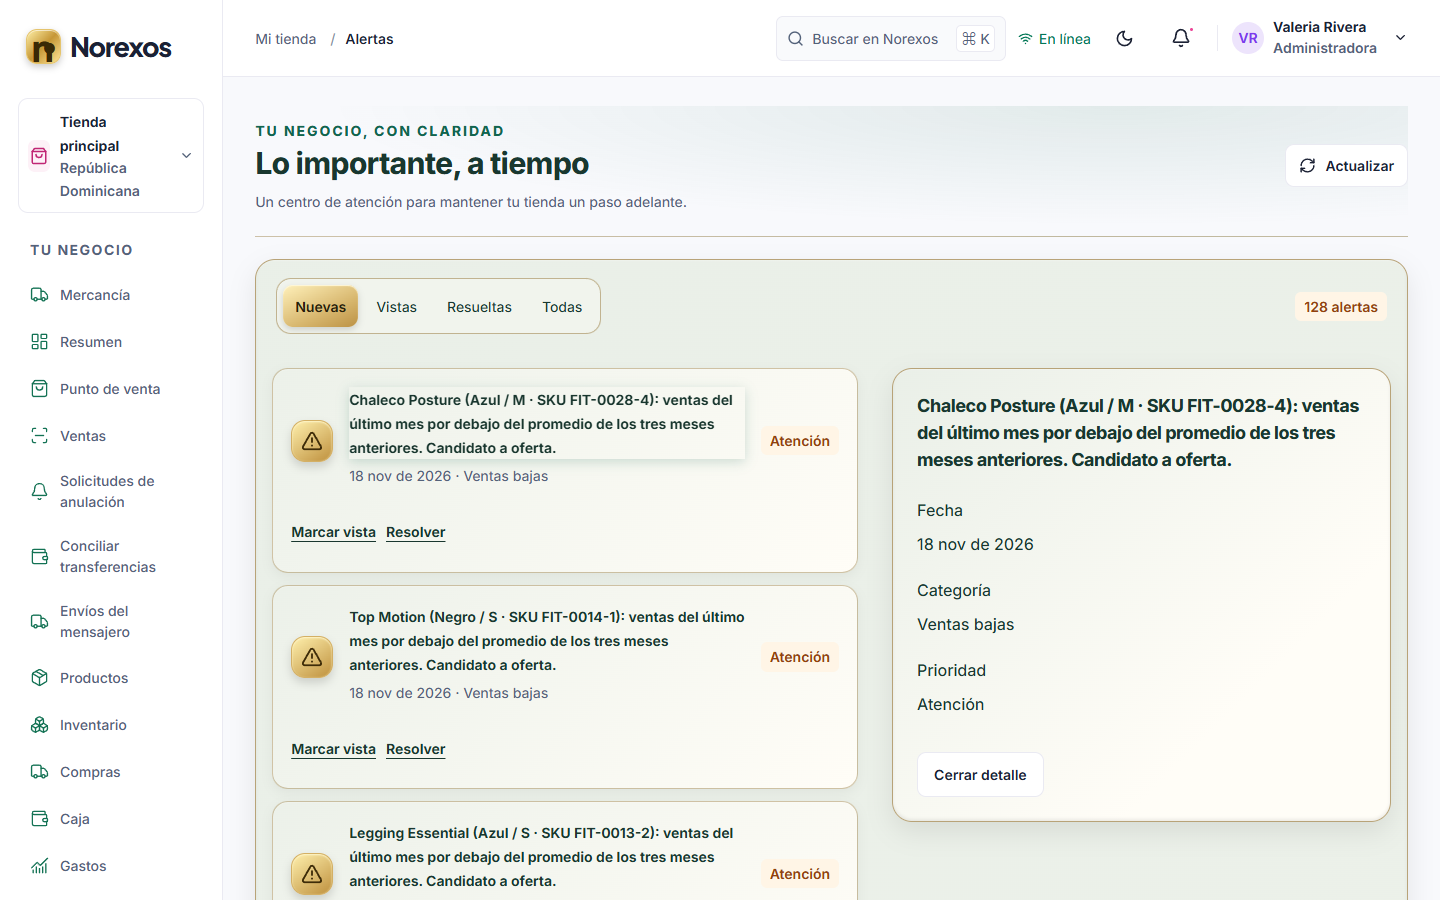 Norexos
Mi tienda / Alertas
Buscar en Norexos ⌘ K
En línea
VR
Valeria Rivera
Administradora
Tienda
principal
República
Dominicana
TU NEGOCIO
Mercancía
Resumen
Punto de venta
Ventas
Solicitudes de
anulación
Conciliar
transferencias
Envíos del
mensajero
Productos
Inventario
Compras
Caja
Gastos
TU NEGOCIO, CON CLARIDAD
Lo importante, a tiempo
Un centro de atención para mantener tu tienda un paso adelante.
Actualizar
Nuevas Vistas Resueltas Todas
128 alertas
Chaleco Posture (Azul / M · SKU FIT-0028-4): ventas del
último mes por debajo del promedio de los tres meses
anteriores. Candidato a oferta.
18 nov de 2026 · Ventas bajas
Atención
Marcar vista Resolver
Top Motion (Negro / S · SKU FIT-0014-1): ventas del último
mes por debajo del promedio de los tres meses
anteriores. Candidato a oferta.
18 nov de 2026 · Ventas bajas
Atención
Marcar vista Resolver
Legging Essential (Azul / S · SKU FIT-0013-2): ventas del
último mes por debajo del promedio de los tres meses
anteriores. Candidato a oferta.
Atención
Chaleco Posture (Azul / M · SKU FIT-0028-4): ventas
del último mes por debajo del promedio de los tres
meses anteriores. Candidato a oferta.
Fecha
18 nov de 2026
Categoría
Ventas bajas
Prioridad
Atención
Cerrar detalle